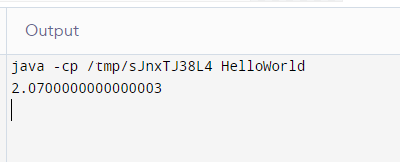 Output
java -cp /tmp/sJnxTJ38L4 HelloWorld
2.0700000000000003